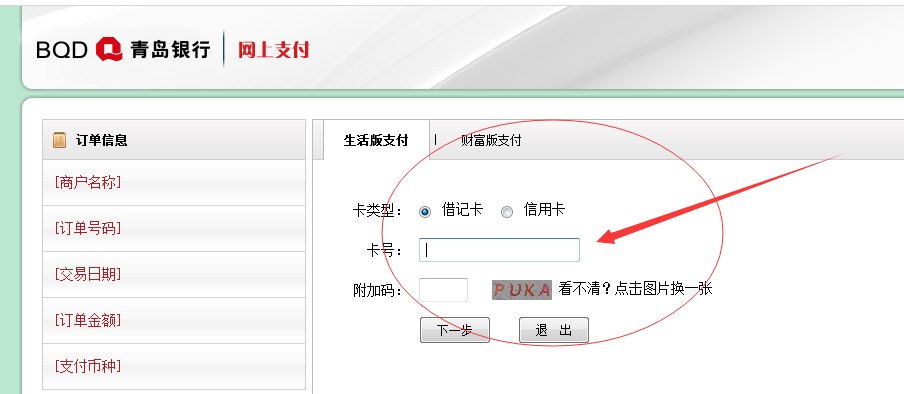 BQD 青岛银行 网上支付
订单信息
[商户名称]
[订单号码]
[交易日期]
[订单金额]
[支付币种]
生活版支付 | 财富版支付
卡类型： 借记卡 信用卡
卡号：
附加码： PUKA 看不清？点击图片换一张
下一步 退 出